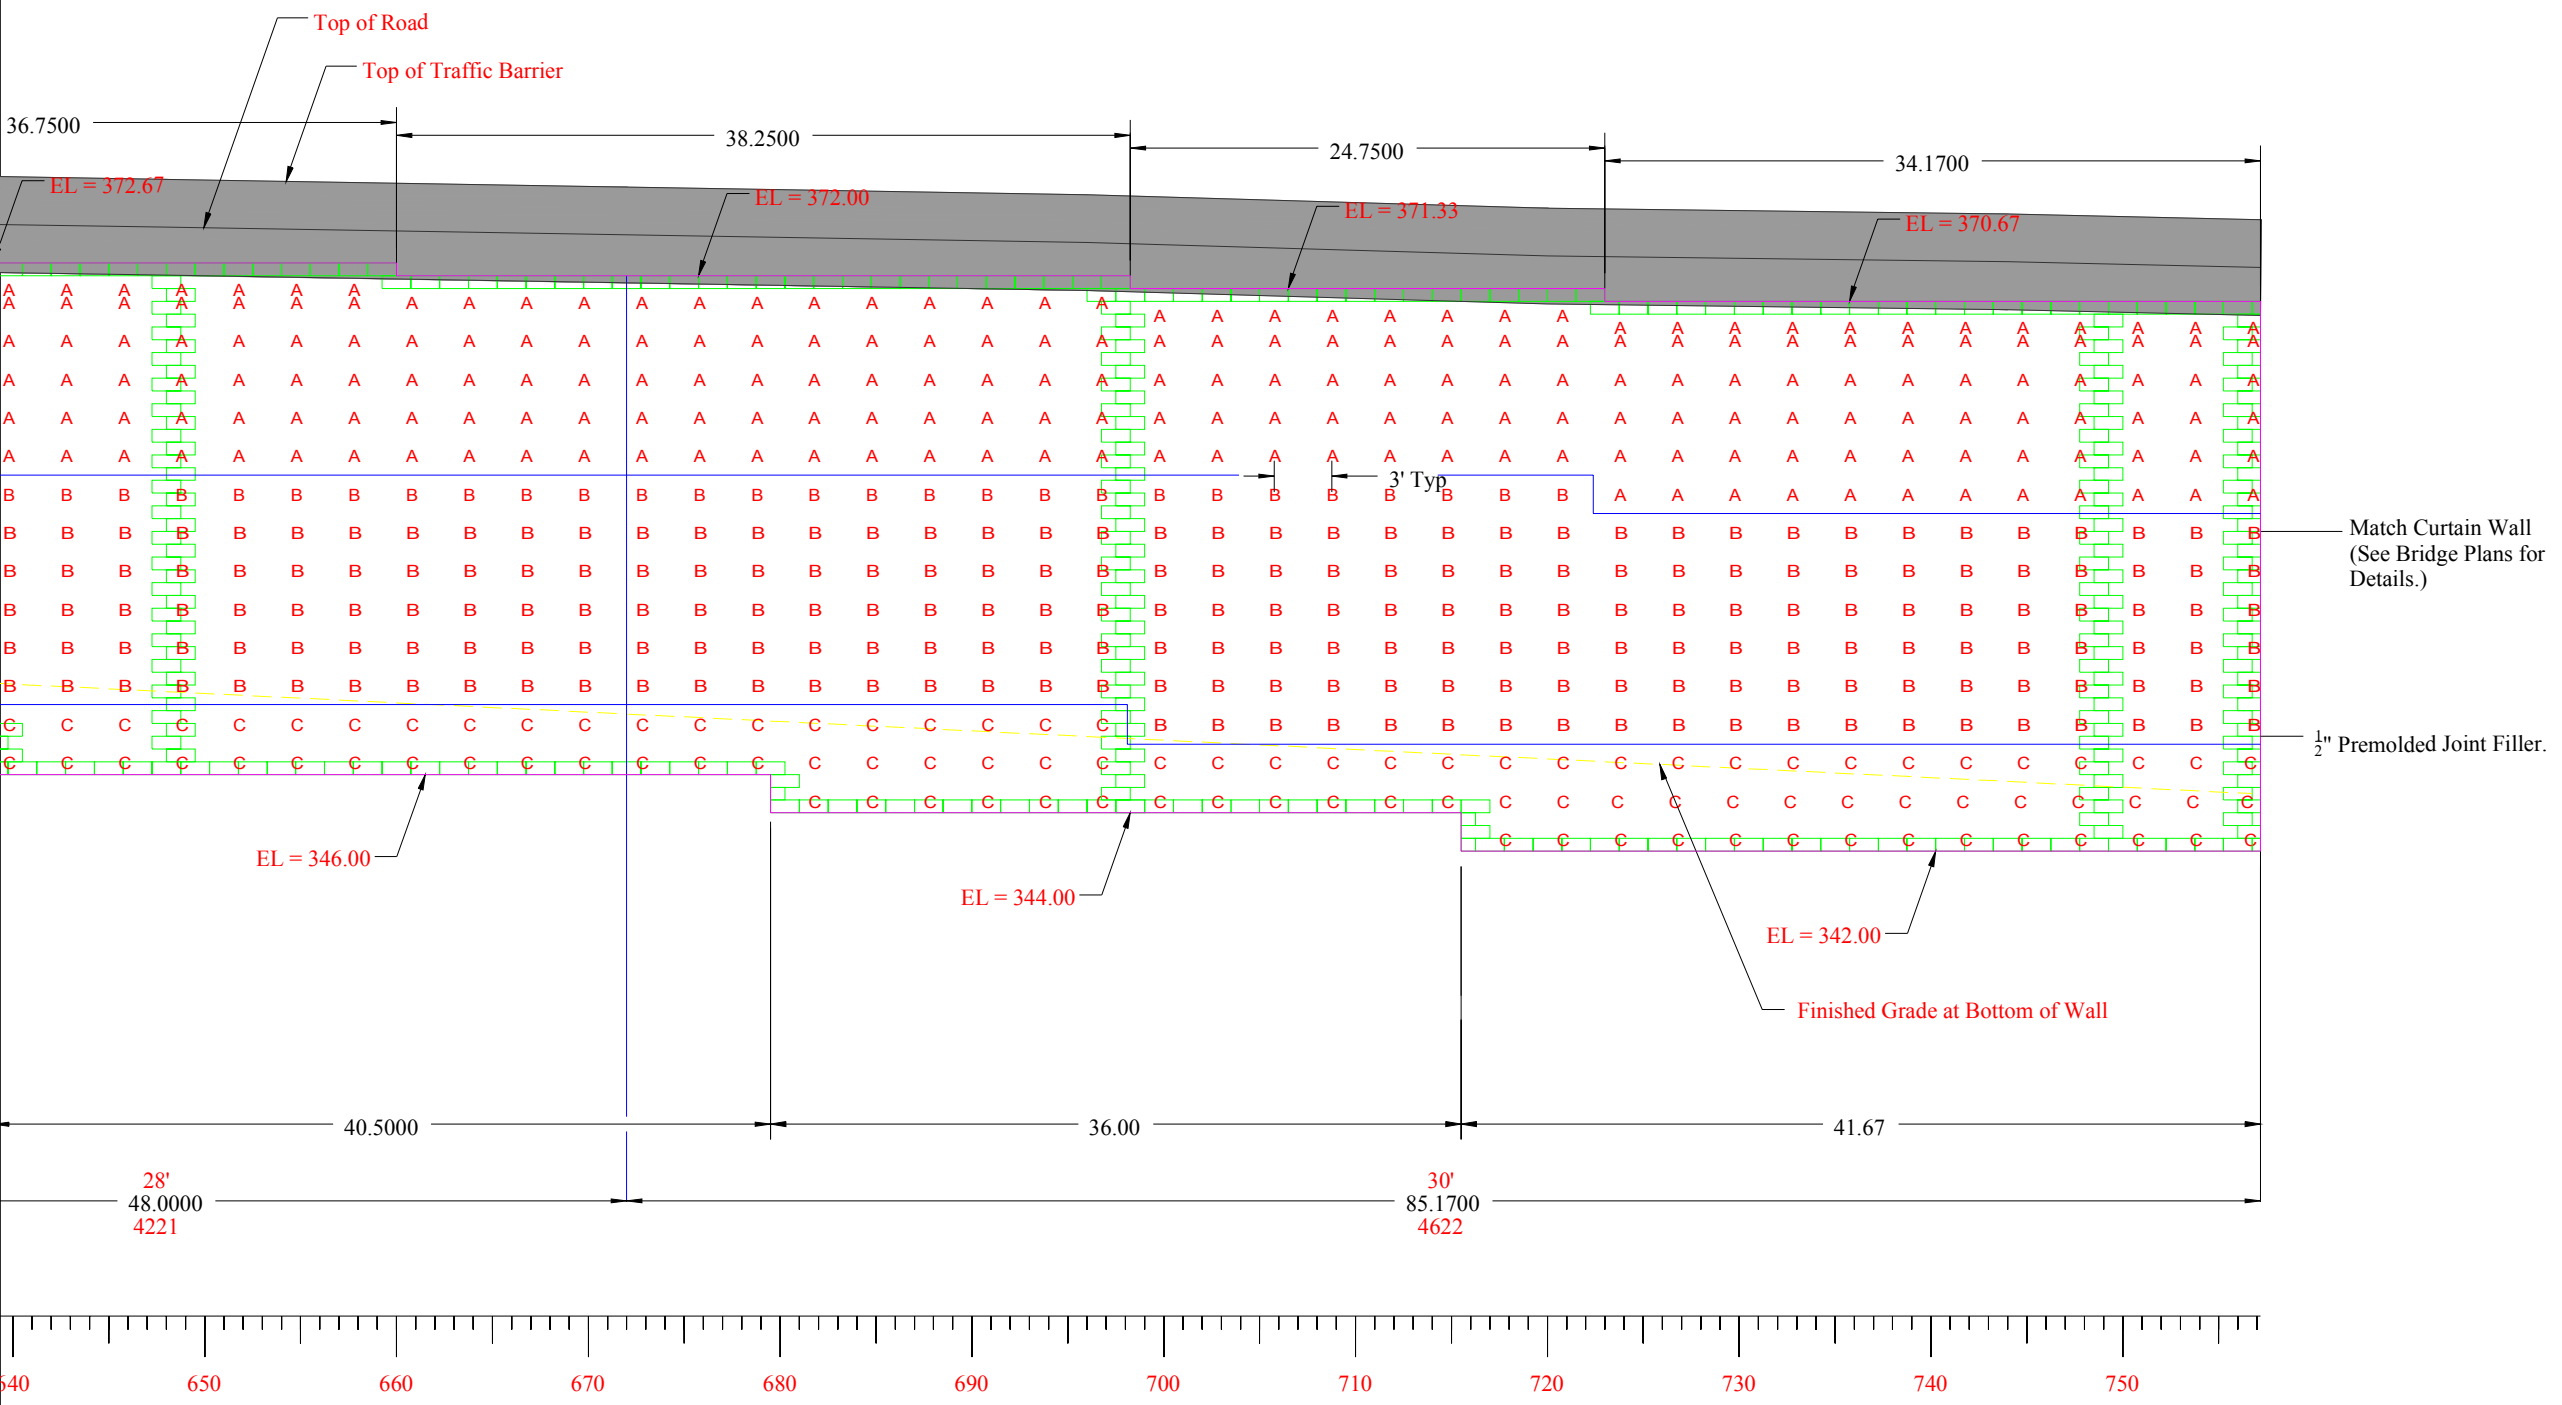 Top of Road
Top of Traffic Barrier
36.7500
38.2500
24.7500
34.1700
EL = 372.67
EL = 372.00
EL = 371.33
EL = 370.67
A A A A A A A
A A A A A A A A A A A A A A A A A A A A
A A A A A A A A
A A A A A A A A A A A A
A A A A A A A A A A A A A A A A A A A A A A A A A A A A A A A A A A A A A A A A
A A A A A A A A A A A A A A A A A A A A A A A A A A A A A A A A A A A A A A A A
A A A A A A A A A A A A A A A A A A A A A A A A A A A A A A A A A A A A A A A A
A A A A A A A A A A A A A A A A A A A A A A A A A A A A A A A A A A A A A A A A
3' Typ
B B B B B B B B B B B B B B B B B B B B B B B B B B B B A A A A A A A A A A A A
B B B B B B B B B B B B B B B B B B B B B B B B B B B B B B B B B B B B B B B B
B B B B B B B B B B B B B B B B B B B B B B B B B B B B B B B B B B B B B B B B
B B B B B B B B B B B B B B B B B B B B B B B B B B B B B B B B B B B B B B B B
B B B B B B B B B B B B B B B B B B B B B B B B B B B B B B B B B B B B B B B B
B B B B B B B B B B B B B B B B B B B B B B B B B B B B B B B B B B B B B B B B
C C C C C C C C C C C C C C C C C C C C B B B B B B B B B B B B B B B B B B B B
C C C C C C C C C C C C C C C C C C C C C C C C C C C C C C C C C C C C C C C C
C C C C C C C C C C C C C C C C C C C C C C C C C C
C C C C C C C C C C C C C C
Match Curtain Wall
(See Bridge Plans for
Details.)
½" Premolded Joint Filler.
EL = 346.00
EL = 344.00
EL = 342.00
Finished Grade at Bottom of Wall
40.5000
36.00
41.67
28'
48.0000
4221
30'
85.1700
4622
640 650 660 670 680 690 700 710 720 730 740 750